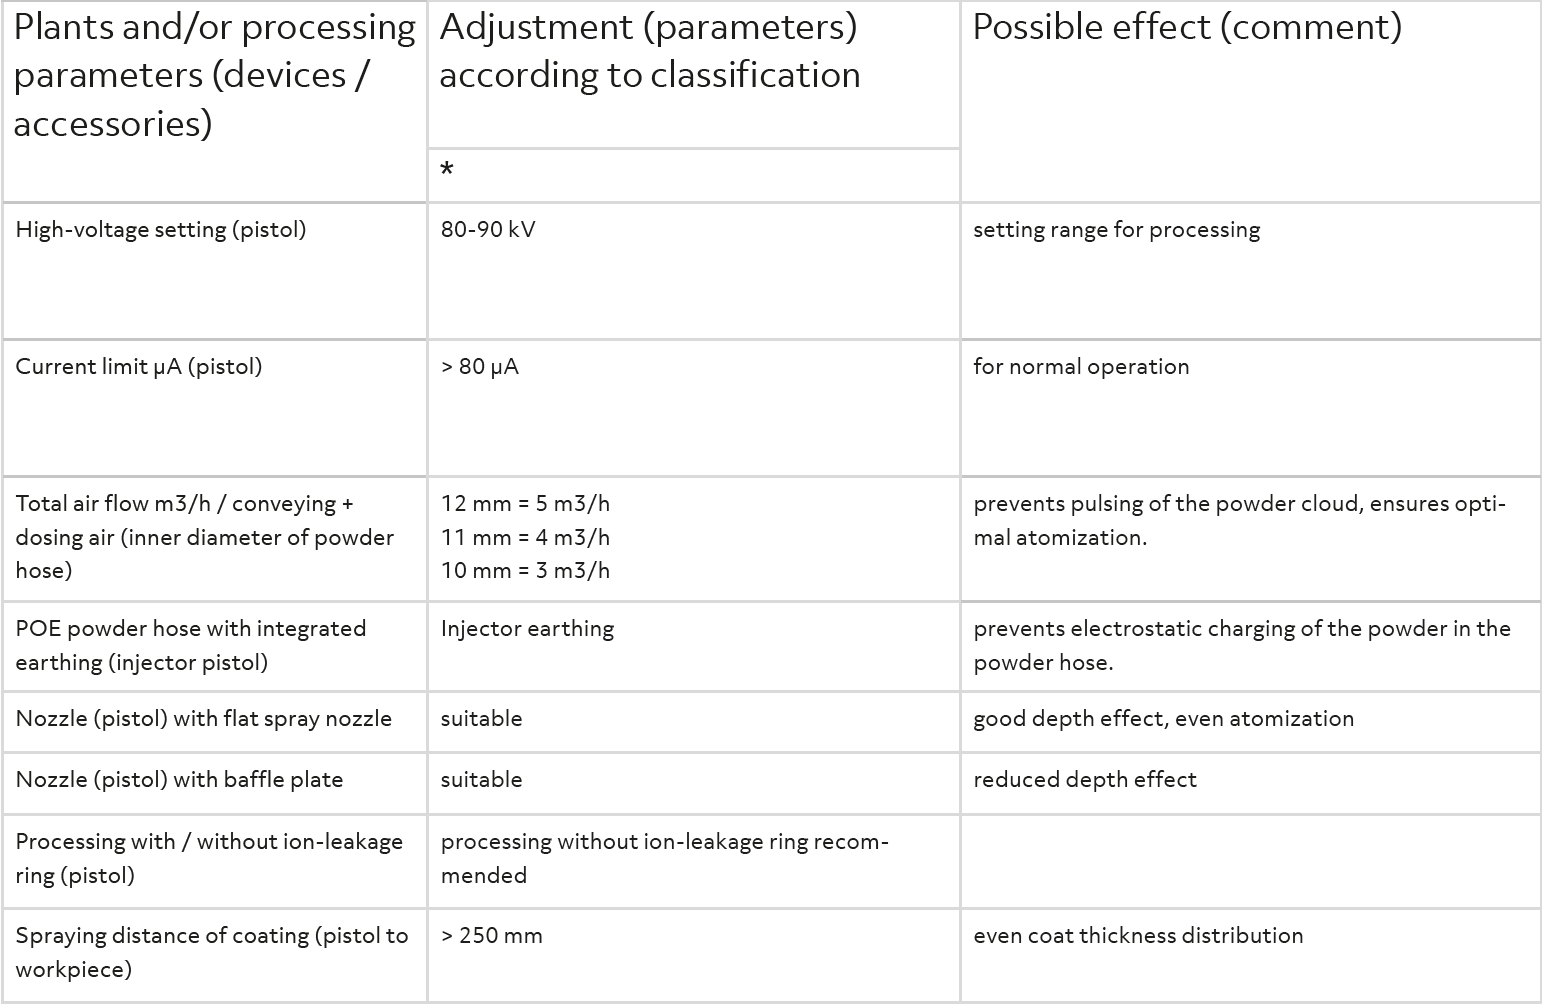 Plants and/or processing
parameters (devices /
accessories)
Adjustment (parameters)
according to classification
*
Possible effect (comment)
High-voltage setting (pistol)
80-90 kV
setting range for processing
Current limit µA (pistol)
> 80 µA
for normal operation
Total air flow m3/h / conveying +
dosing air (inner diameter of powder
hose)
12 mm = 5 m3/h
11 mm = 4 m3/h
10 mm = 3 m3/h
prevents pulsing of the powder cloud, ensures opti-
mal atomization.
POE powder hose with integrated
earthing (injector pistol)
Injector earthing
prevents electrostatic charging of the powder in the
powder hose.
Nozzle (pistol) with flat spray nozzle
suitable
good depth effect, even atomization
Nozzle (pistol) with baffle plate
suitable
reduced depth effect
Processing with / without ion-leakage
ring (pistol)
processing without ion-leakage ring recom-
mended
Spraying distance of coating (pistol to
workpiece)
> 250 mm
even coat thickness distribution